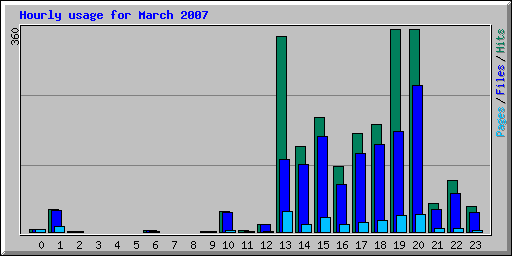 Hourly usage for March 2007
360
Pages/Files/Hits
0 1 2 3 4 5 6 7 8 9 10 11 12 13 14 15 16 17 18 19 20 21 22 23